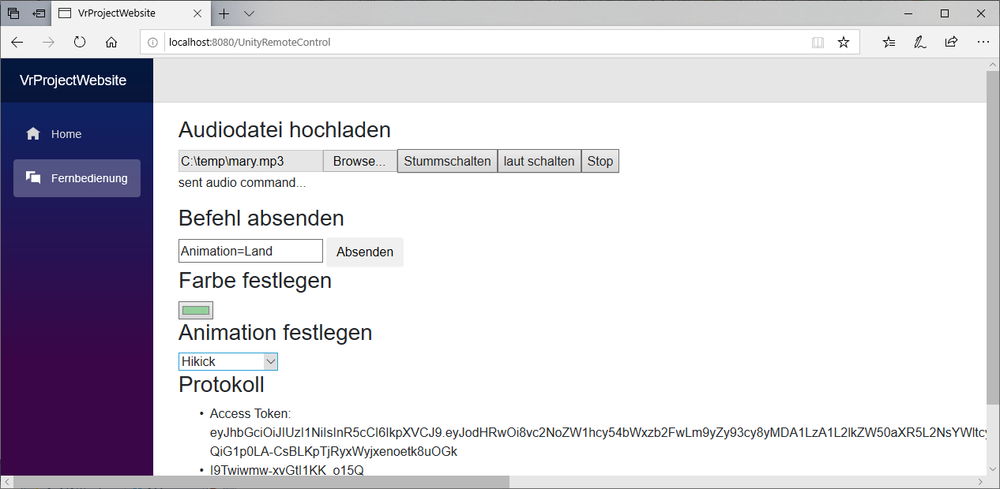 VrProjectWebsite
localhost:8080/UnityRemoteControl
VrProjectWebsite
Home
Fernbedienung
Audiodatei hochladen
C:\temp\mary.mp3 Browse... Stummschalten laut schalten Stop
sent audio command...
Befehl absenden
Animation=Land Absenden
Farbe festlegen
Animation festlegen
Hikick
Protokoll
• Access Token:
eyJhbGciOiJIUzI1NiIsInR5cCI6IkpXVCJ9.eyJodHRwOi8vc2NoZW1hcy54bWxzb2FwLm9yZy93cy8yMDA1LzA1L2lkZW50aXR5L2NsYWltcy
QiG1p0LA-CsBLKpTjRyxWyjxenoetk8uOGk
• I9Twiwmw-xvGtI1KK_o15Q